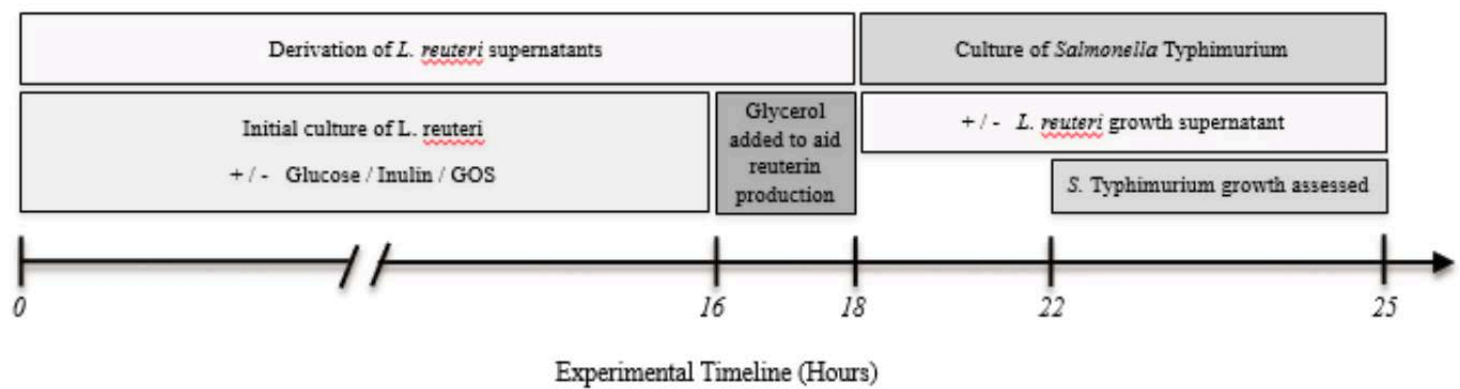 Derivation of L. reuteri supernatants
Culture of Salmonella Typhimurium
Initial culture of L. reuteri
+ / - Glucose / Inulin / GOS
Glycerol
added to aid
reuterin
production
+ / - L. reuteri growth supernatant
S. Typhimurium growth assessed
0
16
18
22
25
Experimental Timeline (Hours)